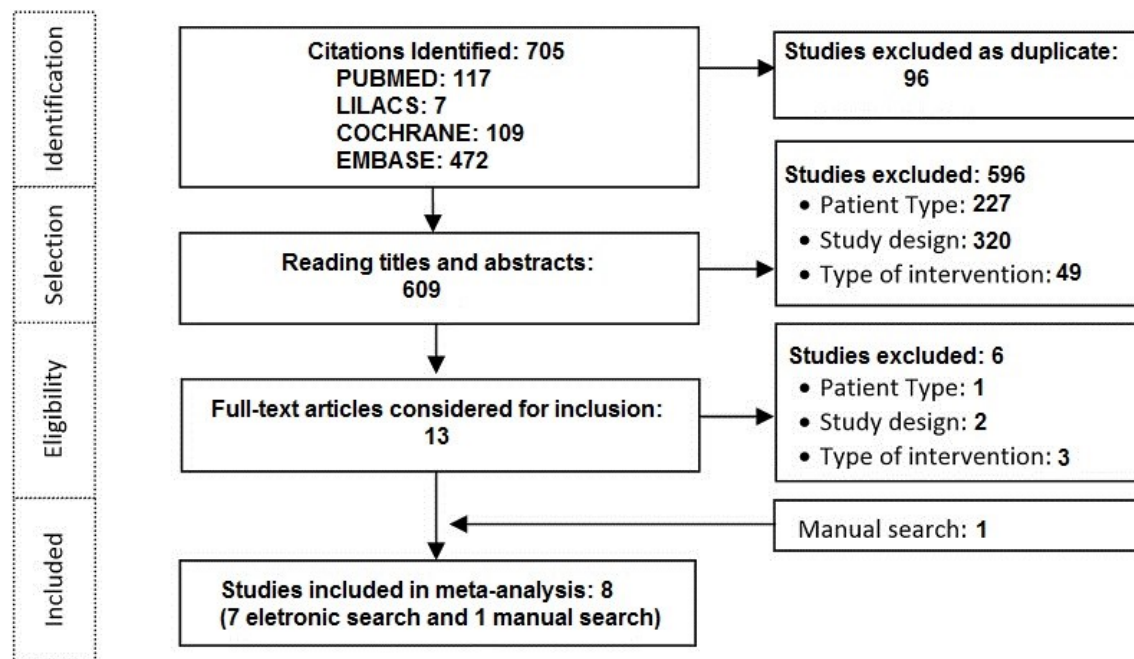 Identification
Citations Identified: 705
PUBMED: 117
LILACS: 7
COCHRANE: 109
EMBASE: 472
Studies excluded as duplicate:
96
Selection
Reading titles and abstracts:
609
Studies excluded: 596
• Patient Type: 227
• Study design: 320
• Type of intervention: 49
Eligibility
Full-text articles considered for inclusion:
13
Studies excluded: 6
• Patient Type: 1
• Study design: 2
• Type of intervention: 3
Included
Manual search: 1
Studies included in meta-analysis: 8
(7 eletronic search and 1 manual search)